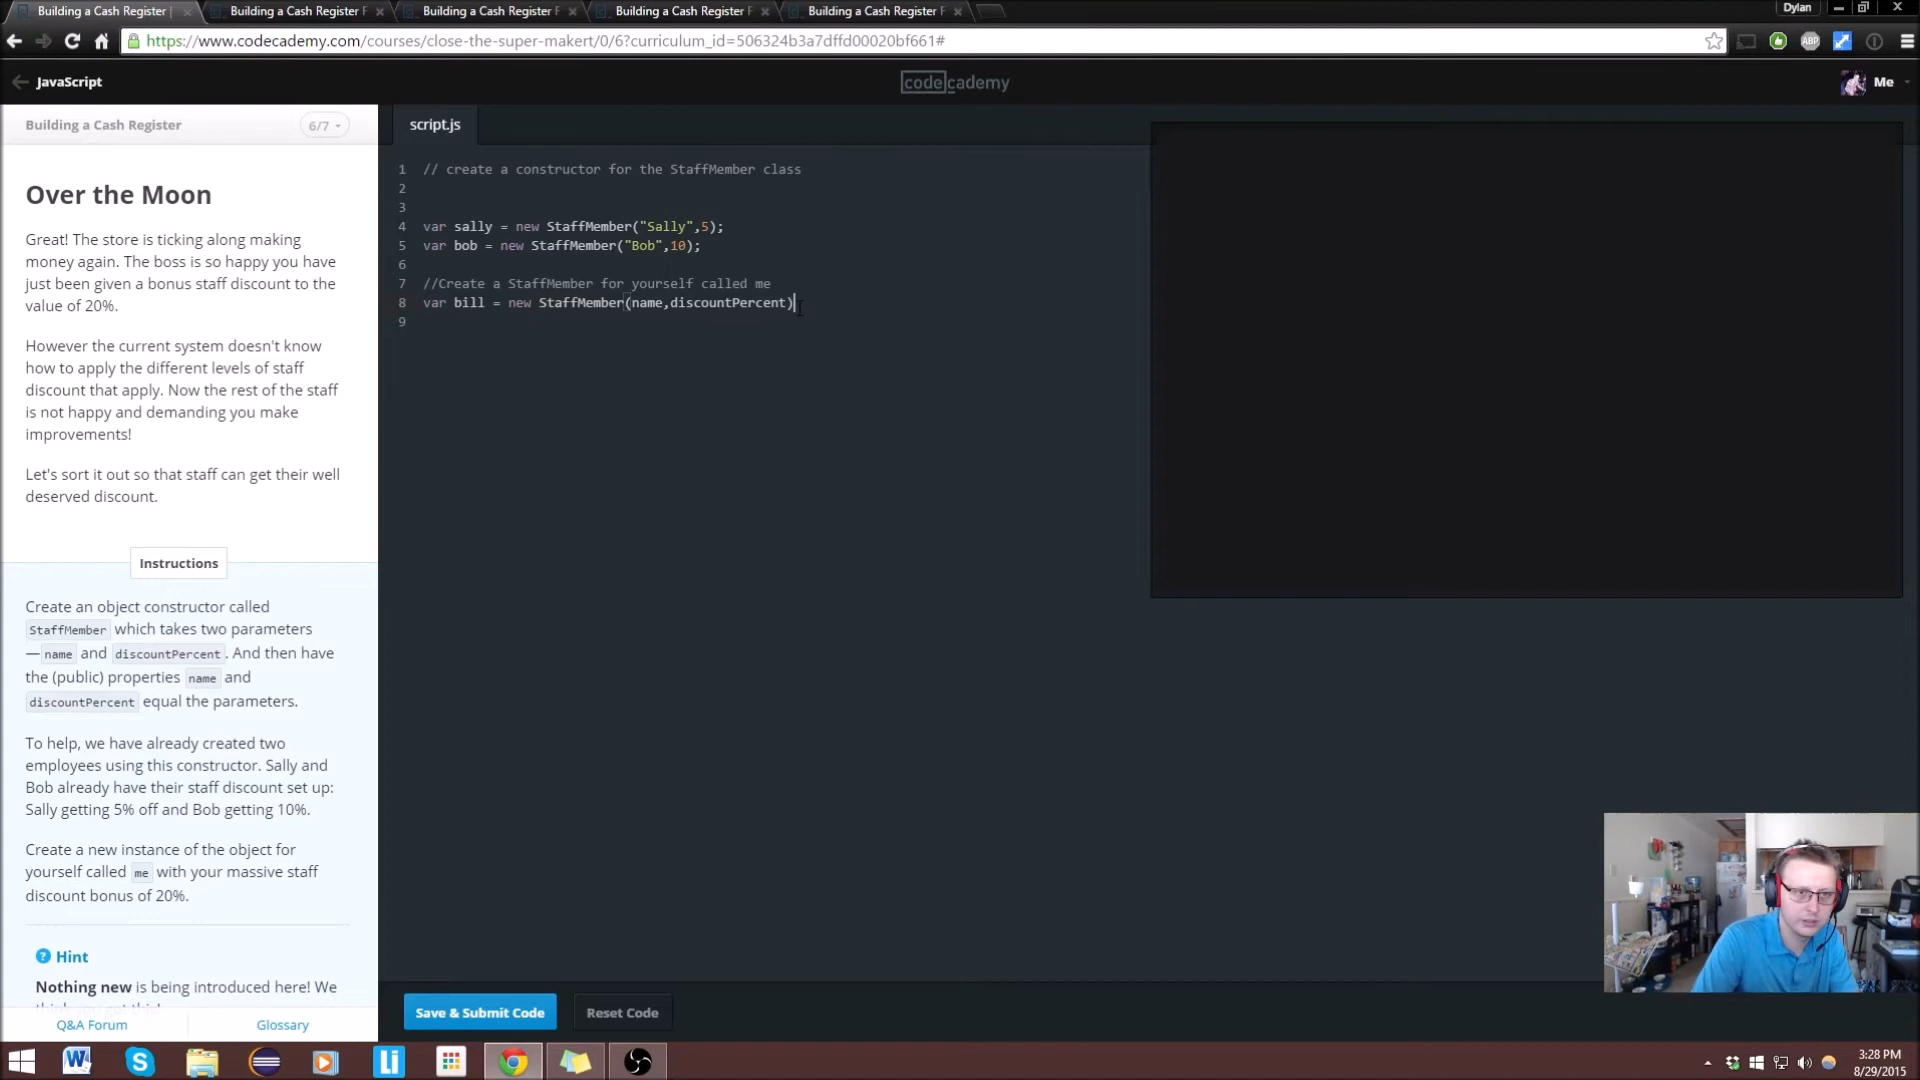 Building a Cash Register |
Building a Cash Register F
Building a Cash Register F
Building a Cash Register F
Building a Cash Register F
Dylan
https://www.codecademy.com/courses/close-the-super-makert/0/6?curriculum_id=506324b3a7dffd00020bf661#
ABP
JavaScript
codecademy
Me
Building a Cash Register
6/7
script.js
Over the Moon
Great! The store is ticking along making
money again. The boss is so happy you have
just been given a bonus staff discount to the
value of 20%.
However the current system doesn't know
how to apply the different levels of staff
discount that apply. Now the rest of the staff
is not happy and demanding you make
improvements!
Let's sort it out so that staff can get their well
deserved discount.
Instructions
Create an object constructor called
StaffMember which takes two parameters
— name and discountPercent . And then have
the (public) properties name and
discountPercent equal the parameters.
To help, we have already created two
employees using this constructor. Sally and
Bob already have their staff discount set up:
Sally getting 5% off and Bob getting 10%.
Create a new instance of the object for
yourself called me with your massive staff
discount bonus of 20%.
? Hint
Nothing new is being introduced here! We
Q&A Forum
Glossary
1 // create a constructor for the StaffMember class
2
3
4 var sally = new StaffMember("Sally",5);
5 var bob = new StaffMember("Bob",10);
6
7 //Create a StaffMember for yourself called me
8 var bill = new StaffMember(name,discountPercent)
9
Save & Submit Code
Reset Code
3:28 PM
8/29/2015